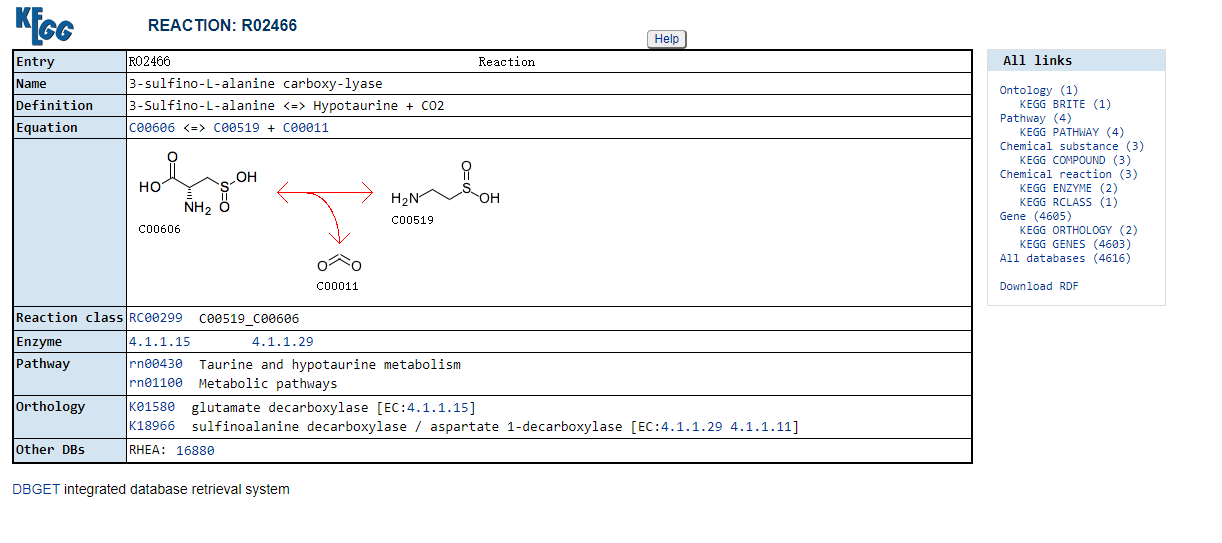 KEGG
REACTION: R02466
Help
Entry R02466 Reaction
Name 3-sulfino-L-alanine carboxy-lyase
Definition 3-Sulfino-L-alanine <=> Hypotaurine + CO2
Equation C00606 <=> C00519 + C00011
O
HO
S
OH
NH2 O
C00606
O
H2N
S
OH
C00519
O O
C00011
Reaction class RC00299 C00519_C00606
Enzyme 4.1.1.15 4.1.1.29
Pathway rn00430 Taurine and hypotaurine metabolism
rn01100 Metabolic pathways
Orthology K01580 glutamate decarboxylase [EC:4.1.1.15]
K18966 sulfinoalanine decarboxylase / aspartate 1-decarboxylase [EC:4.1.1.29 4.1.1.11]
Other DBs RHEA: 16880
DBGET integrated database retrieval system
All links
Ontology (1)
KEGG BRITE (1)
Pathway (4)
KEGG PATHWAY (4)
Chemical substance (3)
KEGG COMPOUND (3)
Chemical reaction (3)
KEGG ENZYME (2)
KEGG RCLASS (1)
Gene (4605)
KEGG ORTHOLOGY (2)
KEGG GENES (4603)
All databases (4616)
Download RDF